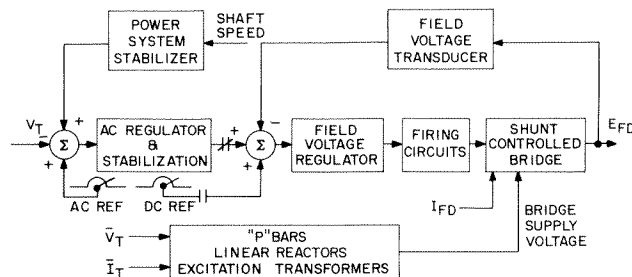 POWER
SYSTEM
STABILIZER
SHAFT
SPEED
FIELD
VOLTAGE
TRANSDUCER
V_T
−
+
+
Σ
AC REGULATOR
&
STABILIZATION
+
−
+
Σ
FIELD
VOLTAGE
REGULATOR
FIRING
CIRCUITS
SHUNT
CONTROLLED
BRIDGE
E_FD
AC REF
DC REF
I_FD
BRIDGE
SUPPLY
VOLTAGE
V̄_T
Ī_T
"P" BARS
LINEAR REACTORS
EXCITATION TRANSFORMERS